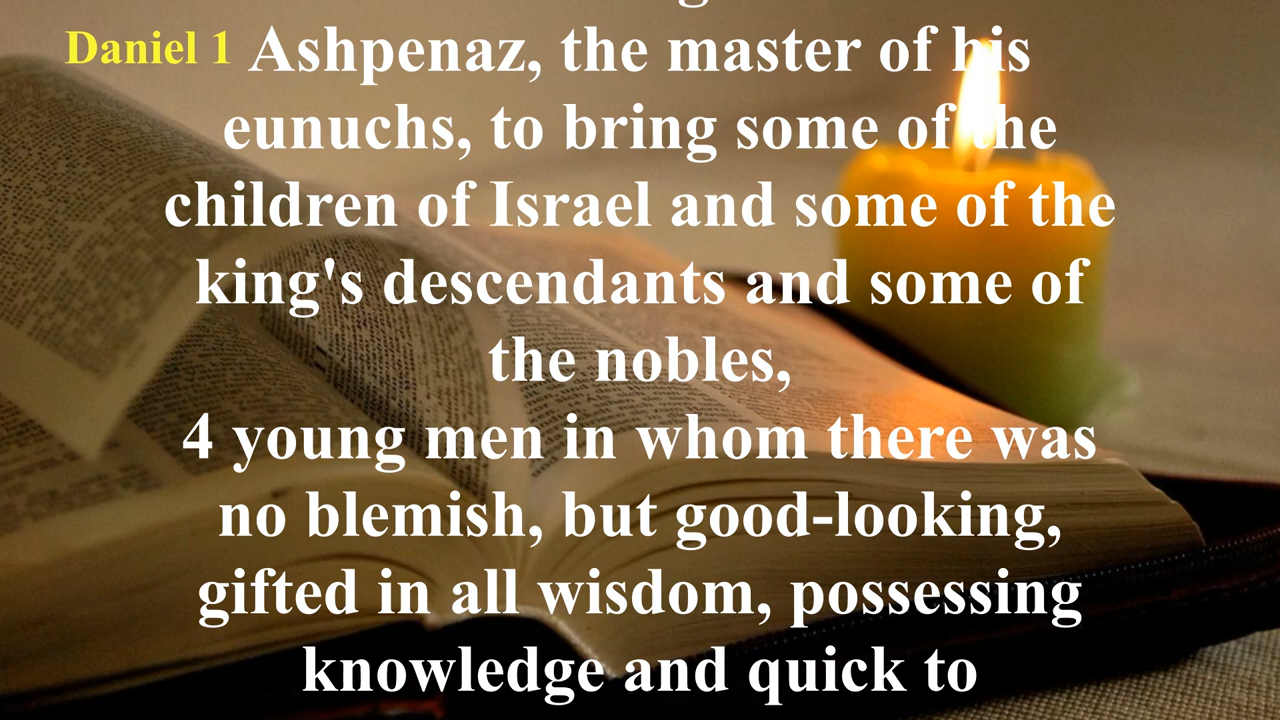 Daniel 1
Ashpenaz, the master of his
eunuchs, to bring some of the
children of Israel and some of the
king's descendants and some of
the nobles,
4 young men in whom there was
no blemish, but good-looking,
gifted in all wisdom, possessing
knowledge and quick to